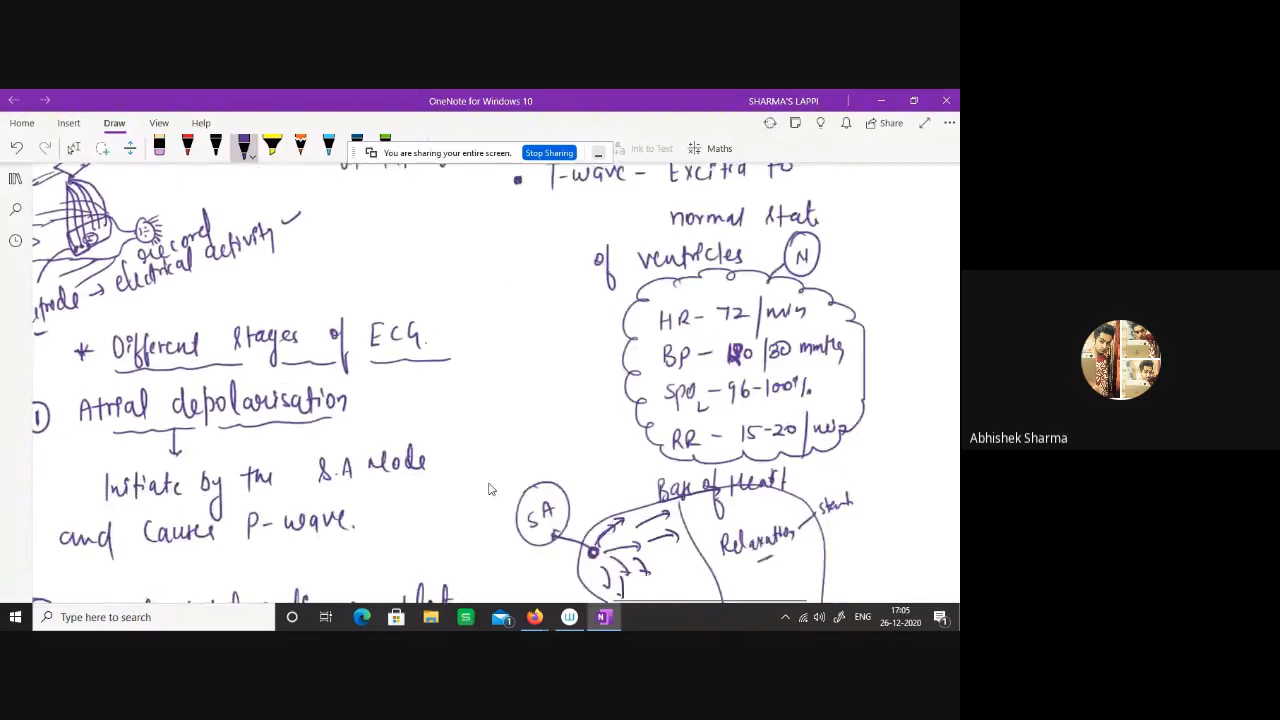 OneNote for Windows 10
SHARMA'S LAPPI
Home Insert Draw View Help
Share
You are sharing your entire screen.
Stop Sharing
Ink to Text
Maths
record
electrical activity
* Different stages of ECG.
① Atrial depolarisation
Initiate by the S.A Node
and causes P-wave.
T-wave - Excited to
normal state
of ventricles
N
HR - 72/min
BP - 120/80 mmHg
SPO2 - 96-100%
RR - 15-20/min
Base of Heart
SA
Relaxation
start
Abhishek Sharma
Type here to search
ENG
17:05
26-12-2020